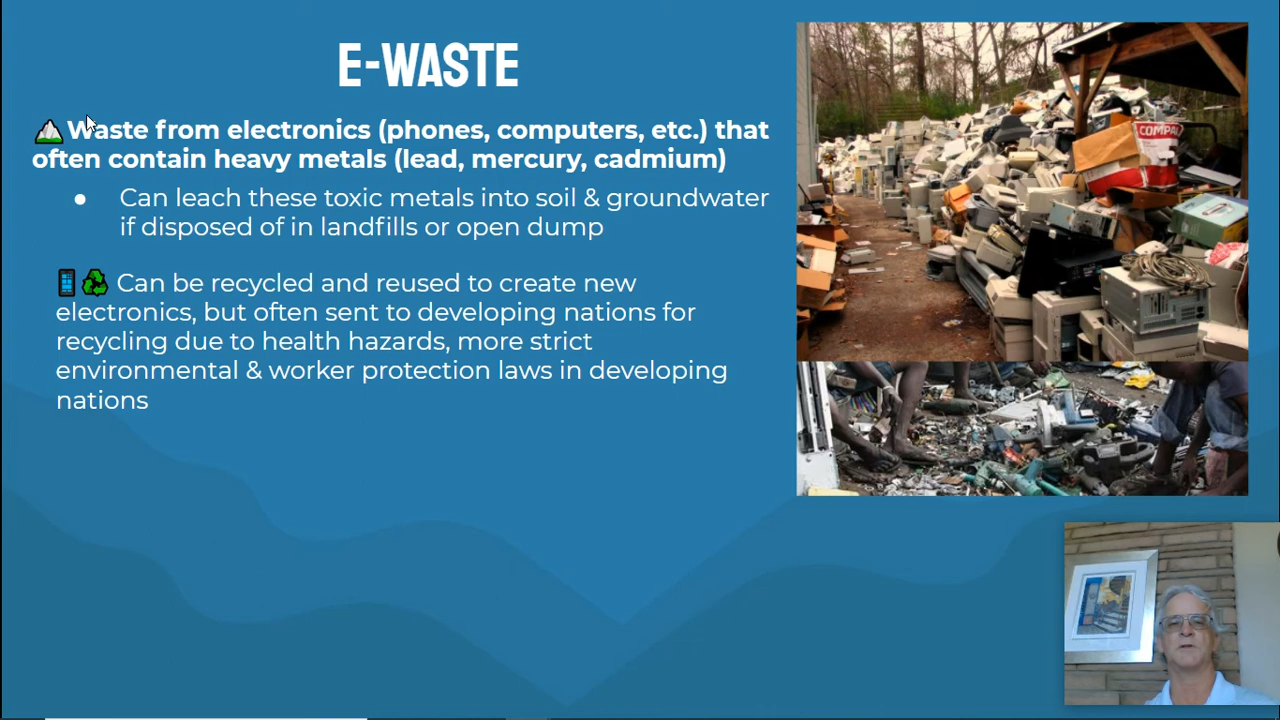 E-WASTE
Waste from electronics (phones, computers, etc.) that
often contain heavy metals (lead, mercury, cadmium)
● Can leach these toxic metals into soil & groundwater
if disposed of in landfills or open dump
Can be recycled and reused to create new
electronics, but often sent to developing nations for
recycling due to health hazards, more strict
environmental & worker protection laws in developing
nations
COMPAQ